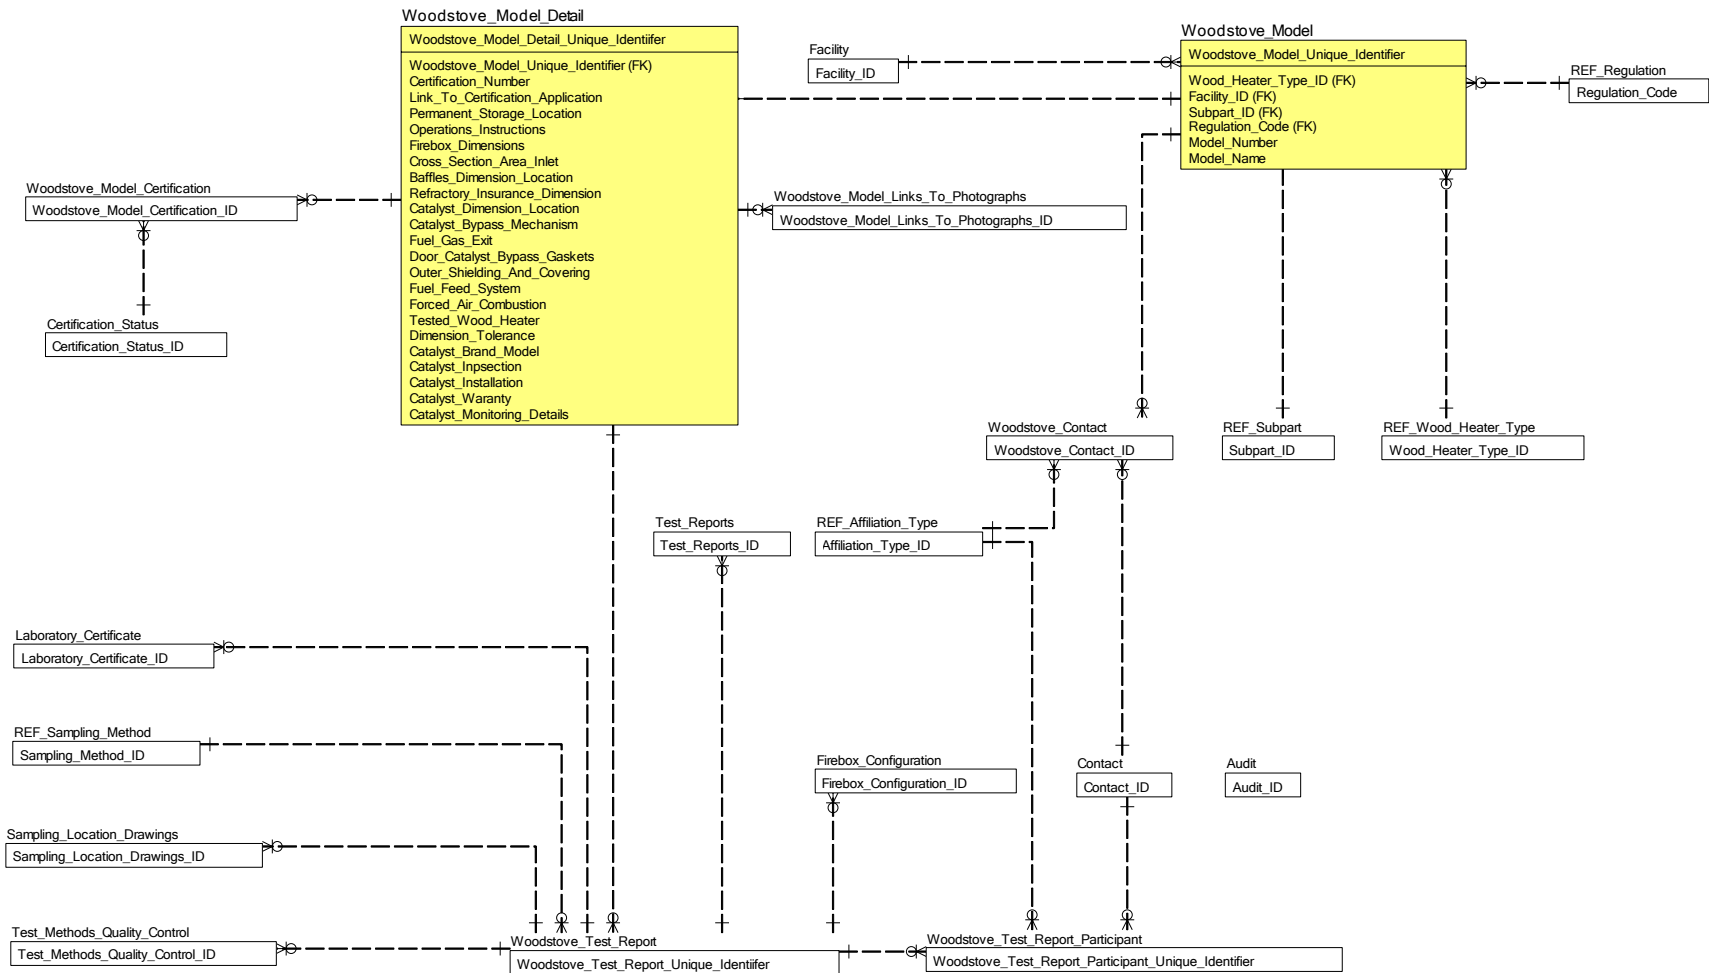 Woodstove_Model_Detail
Woodstove_Model_Detail_Unique_Identiifer
Woodstove_Model_Unique_Identifier (FK)
Certification_Number
Link_To_Certification_Application
Permanent_Storage_Location
Operations_Instructions
Firebox_Dimensions
Cross_Section_Area_Inlet
Baffles_Dimension_Location
Refractory_Insurance_Dimension
Catalyst_Dimension_Location
Catalyst_Bypass_Mechanism
Fuel_Gas_Exit
Door_Catalyst_Bypass_Gaskets
Outer_Shielding_And_Covering
Fuel_Feed_System
Forced_Air_Combustion
Tested_Wood_Heater
Dimension_Tolerance
Catalyst_Brand_Model
Catalyst_Inpsection
Catalyst_Installation
Catalyst_Waranty
Catalyst_Monitoring_Details
Facility
Facility_ID
Woodstove_Model
Woodstove_Model_Unique_Identifier
Wood_Heater_Type_ID (FK)
Facility_ID (FK)
Subpart_ID (FK)
Regulation_Code (FK)
Model_Number
Model_Name
REF_Regulation
Regulation_Code
Woodstove_Model_Certification
Woodstove_Model_Certification_ID
Woodstove_Model_Links_To_Photographs
Woodstove_Model_Links_To_Photographs_ID
Certification_Status
Certification_Status_ID
Woodstove_Contact
Woodstove_Contact_ID
REF_Subpart
Subpart_ID
REF_Wood_Heater_Type
Wood_Heater_Type_ID
Test_Reports
Test_Reports_ID
REF_Affiliation_Type
Affiliation_Type_ID
Laboratory_Certificate
Laboratory_Certificate_ID
REF_Sampling_Method
Sampling_Method_ID
Firebox_Configuration
Firebox_Configuration_ID
Contact
Contact_ID
Audit
Audit_ID
Sampling_Location_Drawings
Sampling_Location_Drawings_ID
Test_Methods_Quality_Control
Test_Methods_Quality_Control_ID
Woodstove_Test_Report
Woodstove_Test_Report_Unique_Identiifer
Woodstove_Test_Report_Participant
Woodstove_Test_Report_Participant_Unique_Identifier